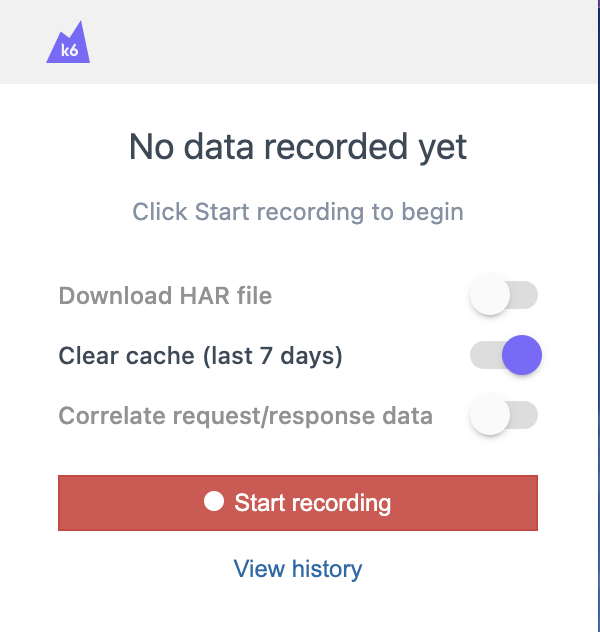 k6
No data recorded yet
Click Start recording to begin
Download HAR file
Clear cache (last 7 days)
Correlate request/response data
Start recording
View history